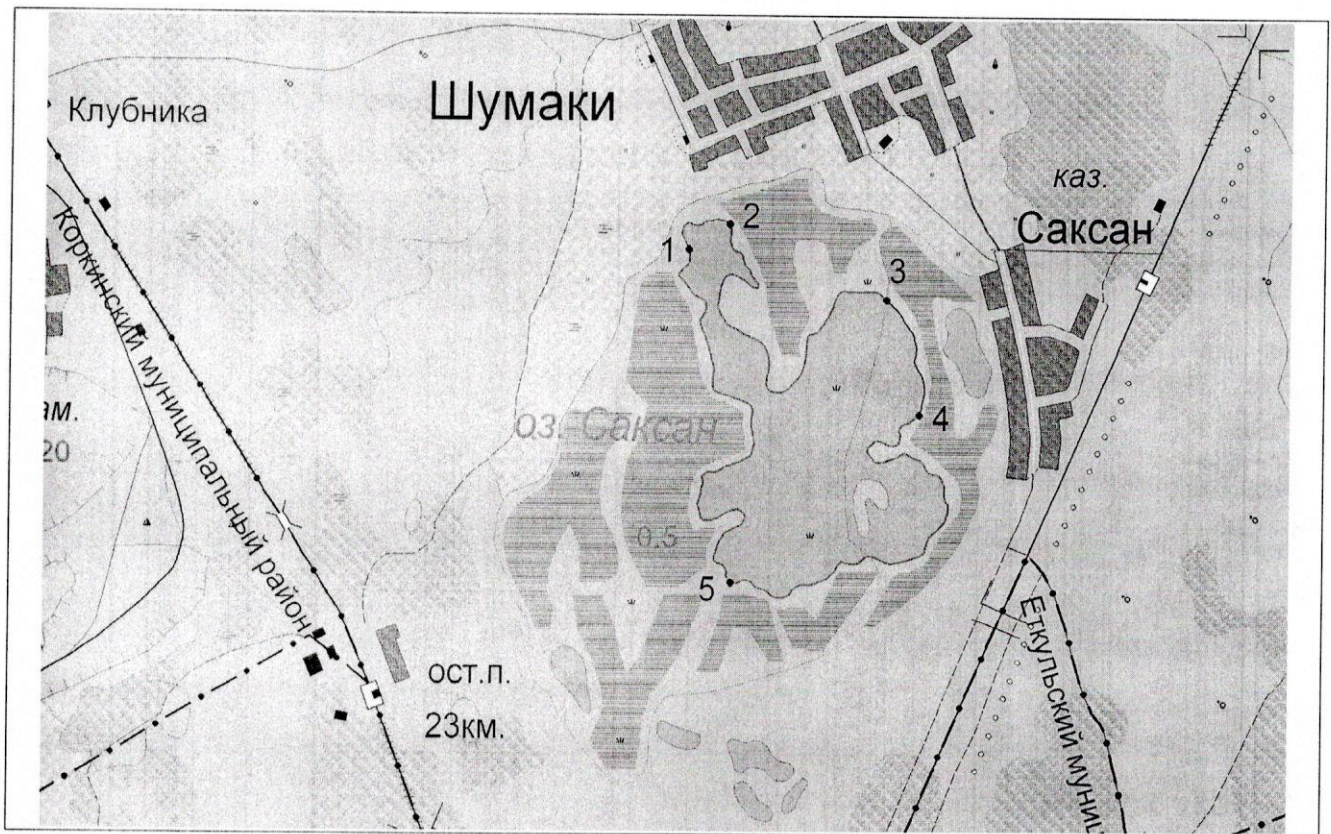 Клубника
Шумаки
каз.
Саксан
1
2
3
4
5
Коркинский муниципальный район
20
оз. Саксан
0.5
ост.п.
23км.
Еткульский муниц